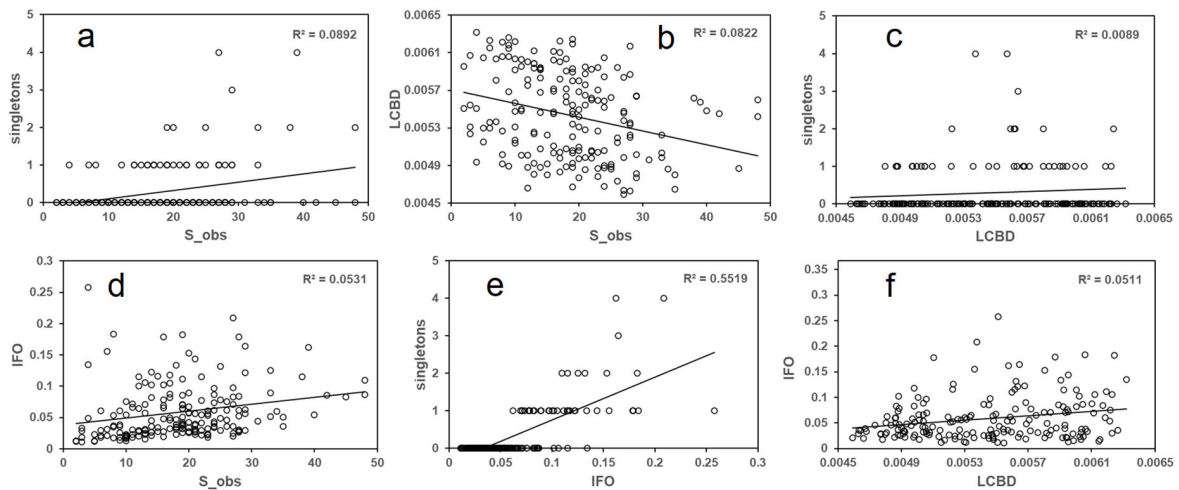 a
R² = 0.0892
singletons
5
4
3
2
1
0
0 10 20 30 40 50
S_obs
b
R² = 0.0822
LCBD
0.0065
0.0061
0.0057
0.0053
0.0049
0.0045
0 10 20 30 40 50
S_obs
c
R² = 0.0089
singletons
5
4
3
2
1
0
0.0045 0.0049 0.0053 0.0057 0.0061 0.0065
LCBD
d
R² = 0.0531
IFO
0.3
0.25
0.2
0.15
0.1
0.05
0
0 10 20 30 40 50
S_obs
e
R² = 0.5519
singletons
5
4
3
2
1
0
0 0.05 0.1 0.15 0.2 0.25 0.3
IFO
f
R² = 0.0511
IFO
0.35
0.3
0.25
0.2
0.15
0.1
0.05
0
0.0045 0.0049 0.0053 0.0057 0.0061 0.0065
LCBD